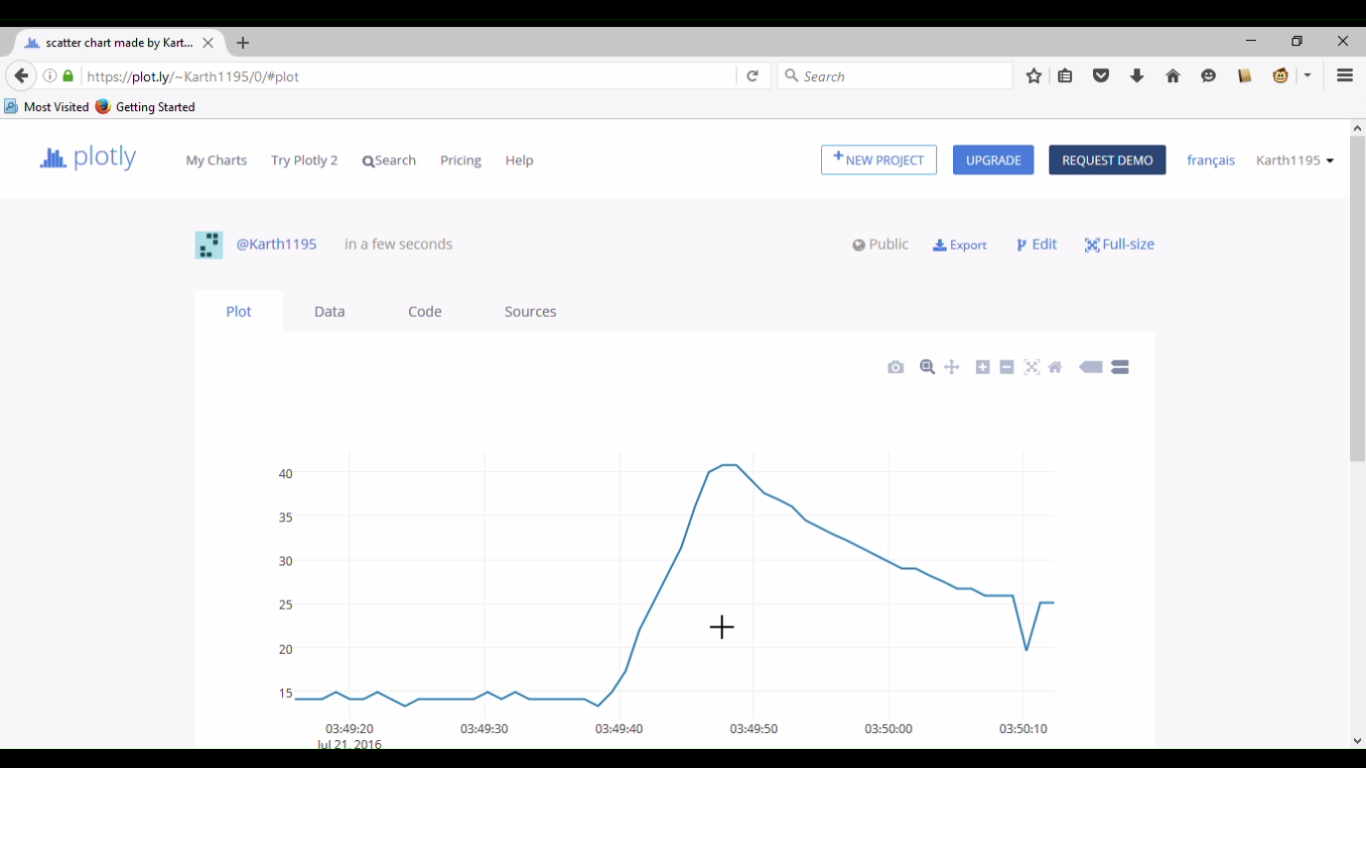 scatter chart made by Kart...
https://plot.ly/~Karth1195/0/#plot
Search
Most Visited Getting Started
plotly My Charts Try Plotly 2 Search Pricing Help + NEW PROJECT UPGRADE REQUEST DEMO français Karth1195
@Karth1195 in a few seconds Public Export Edit Full-size
Plot Data Code Sources
40
35
30
25
20
15
03:49:20 03:49:30 03:49:40 03:49:50 03:50:00 03:50:10
Jul 21, 2016